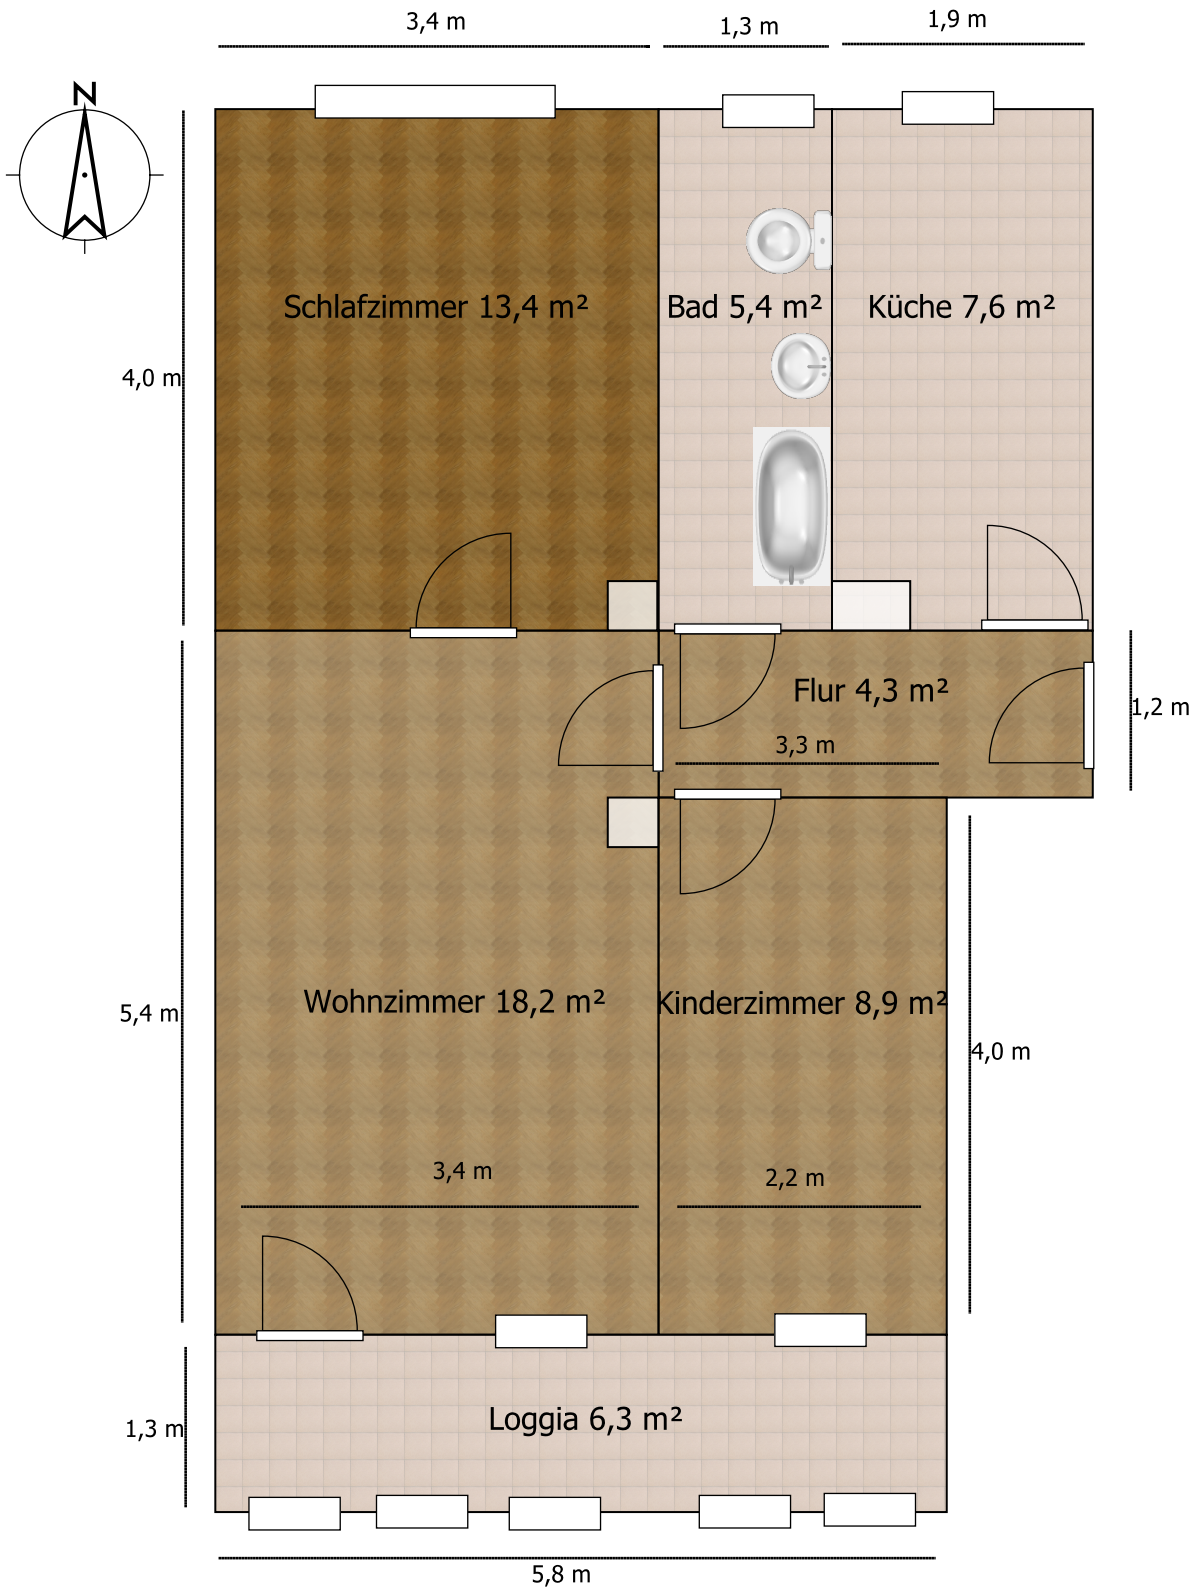 3,4 m
1,3 m
1,9 m
N
Schlafzimmer 13,4 m²
Bad 5,4 m²
Küche 7,6 m²
4,0 m
Flur 4,3 m²
1,2 m
3,3 m
Wohnzimmer 18,2 m²
Kinderzimmer 8,9 m²
5,4 m
4,0 m
3,4 m
2,2 m
Loggia 6,3 m²
1,3 m
5,8 m